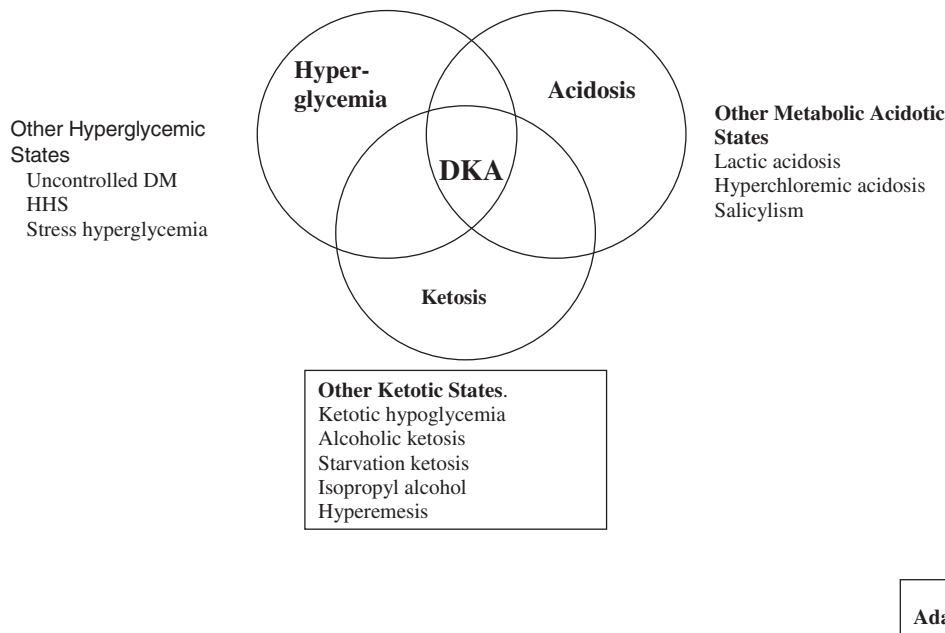 Hyper-
glycemia
Acidosis
DKA
Ketosis
Other Hyperglycemic
States
Uncontrolled DM
HHS
Stress hyperglycemia
Other Metabolic Acidotic
States
Lactic acidosis
Hyperchloremic acidosis
Salicylism
Other Ketotic States.
Ketotic hypoglycemia
Alcoholic ketosis
Starvation ketosis
Isopropyl alcohol
Hyperemesis